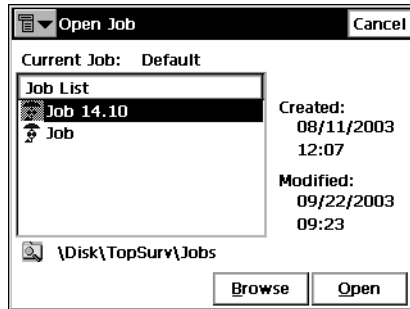 Open Job
Cancel
Current Job: Default
Job List
Job 14.10
Job
Created:
08/11/2003
12:07
Modified:
09/22/2003
09:23
\Disk\TopSurv\Jobs
Browse
Open